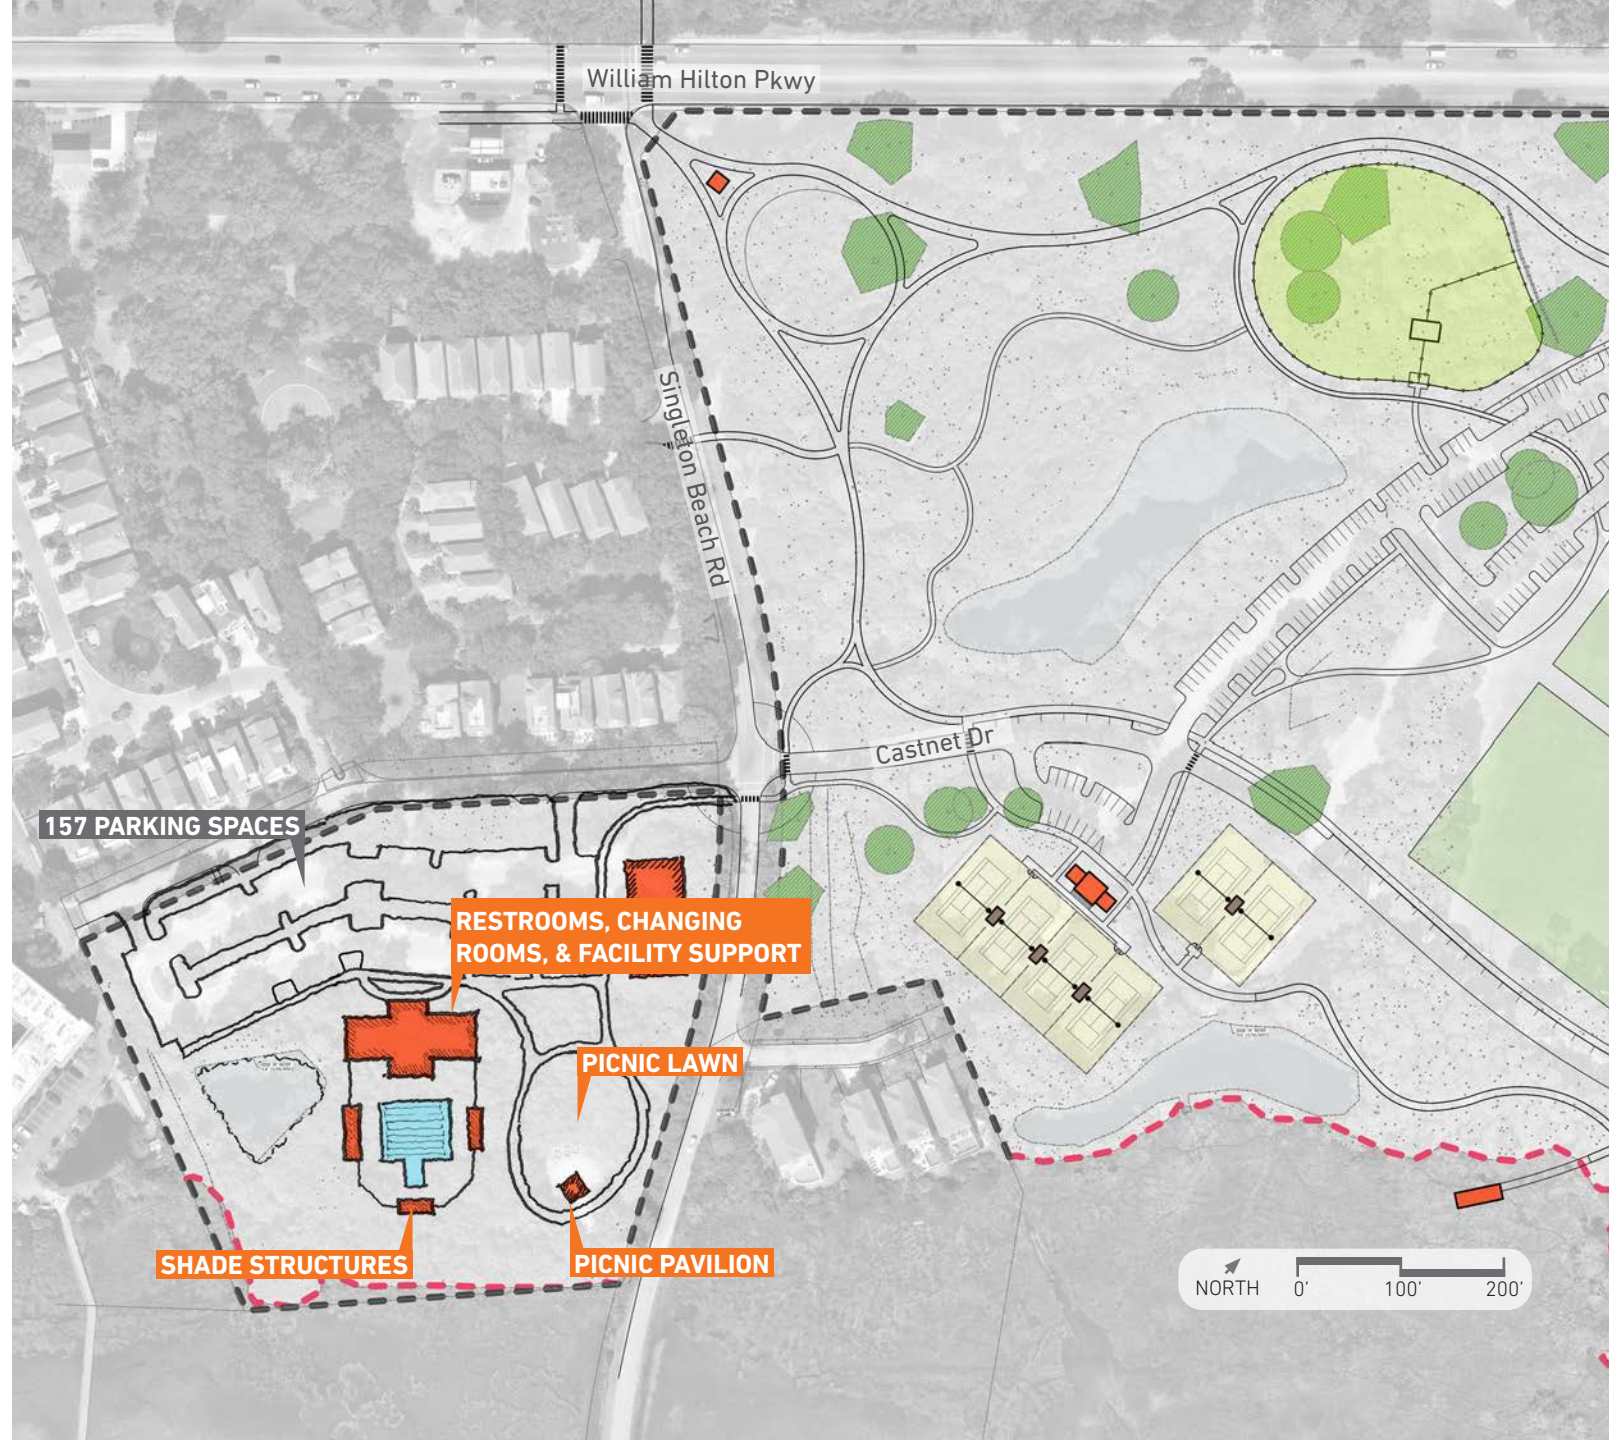 William Hilton Pkwy
Singleton Beach Rd
Castnet Dr
157 PARKING SPACES
RESTROOMS, CHANGING
ROOMS, & FACILITY SUPPORT
PICNIC LAWN
SHADE STRUCTURES
PICNIC PAVILION
NORTH
0'
100'
200'